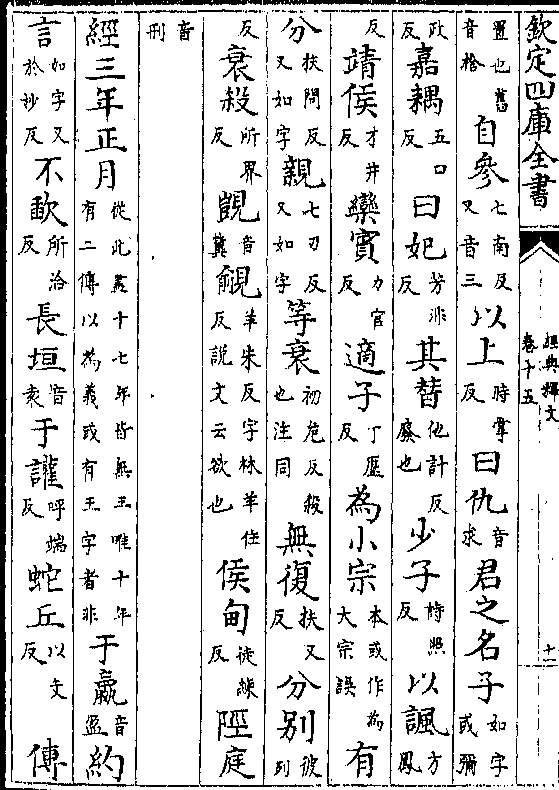 欽定四庫全書
經典釋文
卷十五
十一
置也舊音捨自參七南反又音三以上時掌反曰仇音求君之名子如字或彌
政反嘉耦五口反曰妃芳非反其替他計反廢也少子時照反以諷方鳳
反靖侯才井反欒賓力官反適子丁歷反為小宗本或作為大宗誤有
分扶問反又如字親七刃反又如字等衰初危反殺也注同無復扶又反分别彼列
反衰殺所界反覬音冀覦羊朱反字林羊住反說文云欲也侯甸徒練反陘庭
音刑
經三年正月從此盡十七年皆無王唯十年有二傳以為義或有王字者非于嬴音盈約
言如字又於妙反不歃所洽反長垣音袁于讙呼端反蛇丘以支反傳